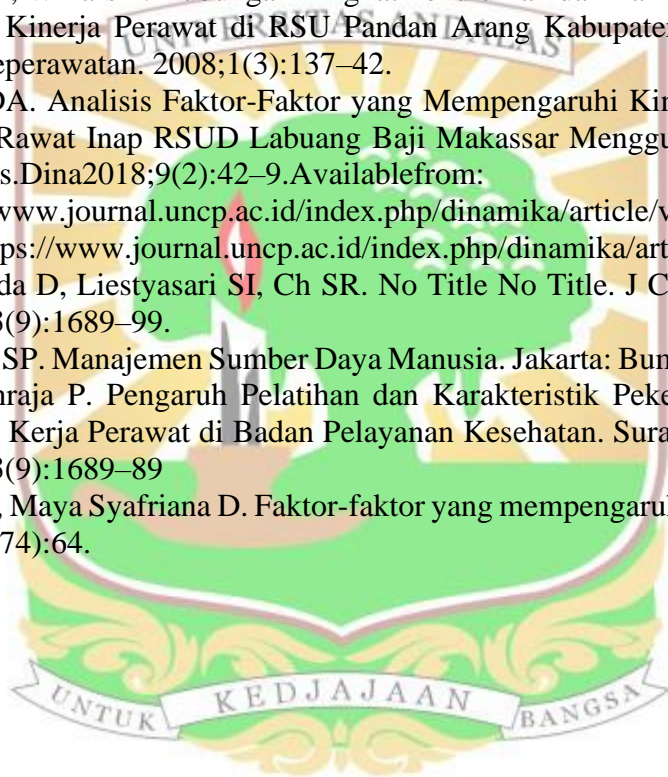 Kinerja Perawat di RSU Pandan Arang Kabupaten
eperawatan. 2008;1(3):137–42.
UNIVERSITAS ANDALAS
DA. Analisis Faktor-Faktor yang Mempengaruhi Kin
Rawat Inap RSUD Labuang Baji Makassar Menggu
s.Dina2018;9(2):42–9.Availablefrom:
www.journal.uncp.ac.id/index.php/dinamika/article/v
ps://www.journal.uncp.ac.id/index.php/dinamika/art
da D, Liestyasari SI, Ch SR. No Title No Title. J C
3(9):1689–99.
SP. Manajemen Sumber Daya Manusia. Jakarta: Bun
nraja P. Pengaruh Pelatihan dan Karakteristik Peke
Kerja Perawat di Badan Pelayanan Kesehatan. Sura
3(9):1689–89
, Maya Syafriana D. Faktor-faktor yang mempengaruh
74):64.
UNTUK KEDJAJAAN BANGSA